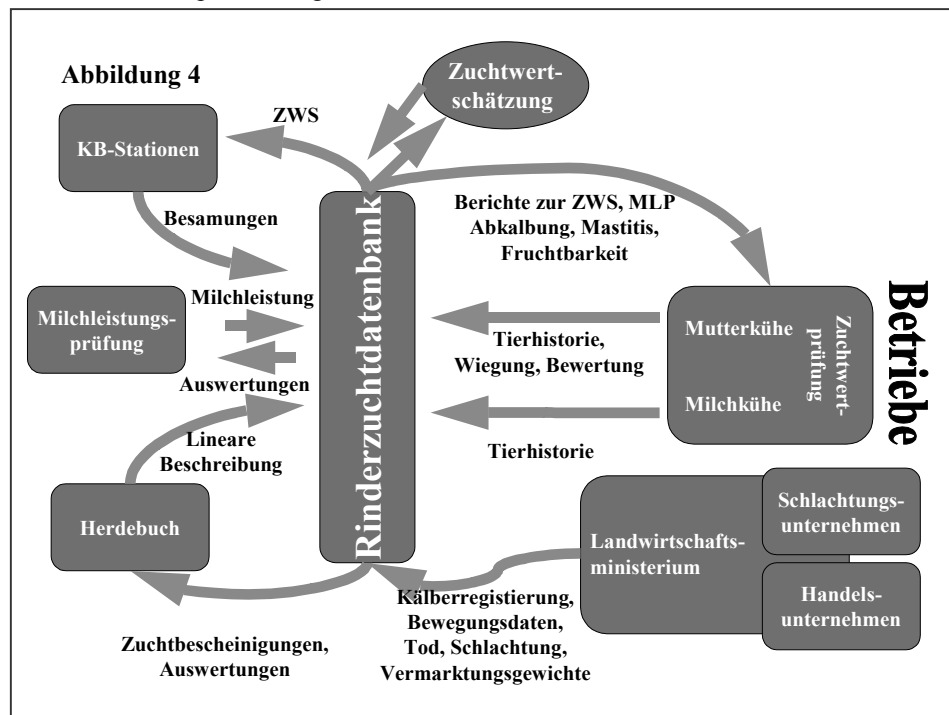 Abbildung 4
Zuchtwert-
schätzung
ZWS
KB-Stationen
Besamungen
Berichte zur ZWS, MLP
Abkalbung, Mastitis,
Fruchtbarkeit
Rinderzuchtdatenbank
Milchleistung
Milchleistungs-
prüfung
Auswertungen
Mutterkühe
Milchkühe
Zuchtwert-
prüfung
Betriebe
Tierhistorie,
Wiegung, Bewertung
Tierhistorie
Lineare
Beschreibung
Herdebuch
Zuchtbescheinigungen,
Auswertungen
Landwirtschafts-
ministerium
Schlachtungs-
unternehmen
Handels-
unternehmen
Kälberregistierung,
Bewegungsdaten,
Tod, Schlachtung,
Vermarktungsgewichte